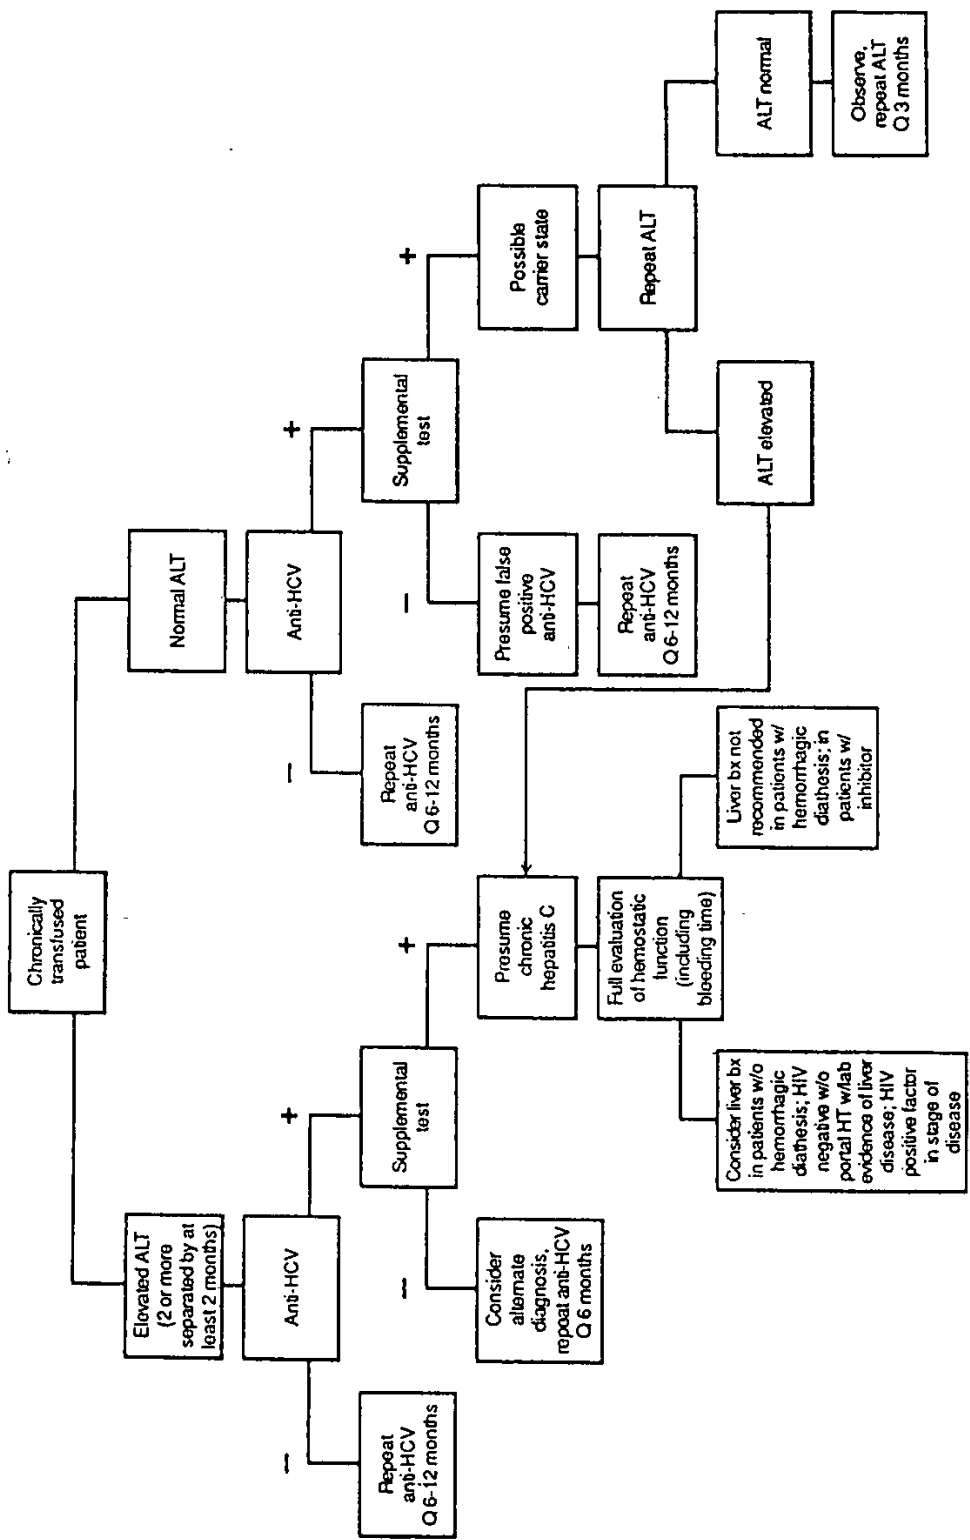 Chronically
transfused
patient
Elevated ALT
(2 or more
separated by at
least 2 months)
Normal ALT
Anti-HCV
Anti-HCV
−
+
−
+
Repeat
anti-HCV
Q 6-12 months
Supplemental
test
Repeat
anti-HCV
Q 6-12 months
Supplemental
test
−
+
−
+
Consider
alternate
diagnosis,
repeat anti-HCV
Q 6 months
Presume
chronic
hepatitis C
Presume false
positive
anti-HCV
Possible
carrier state
Full evaluation
of hemostatic
function
(including
bleeding time)
Repeat
anti-HCV
Q 6-12 months
Repeat ALT
Consider liver bx
in patients w/o
hemorrhagic
diathesis; HIV
negative w/o
portal HT w/lab
evidence of liver
disease; HIV
positive factor
in stage of
disease
Liver bx not
recommended
in patients w/
hemorrhagic
diathesis; in
patients w/
inhibitor
ALT elevated
ALT normal
Observe,
repeat ALT
Q 3 months